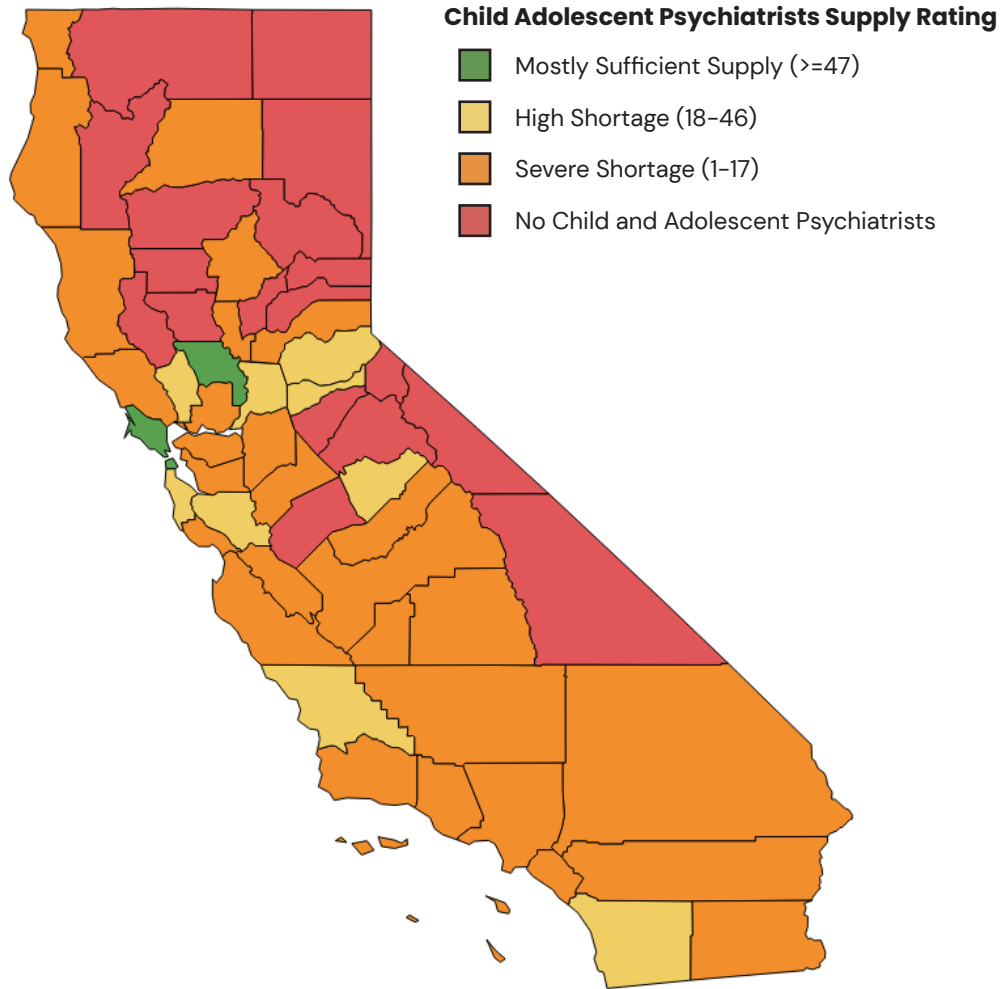 Child Adolescent Psychiatrists Supply Rating
Mostly Sufficient Supply (>=47)
High Shortage (18-46)
Severe Shortage (1-17)
No Child and Adolescent Psychiatrists